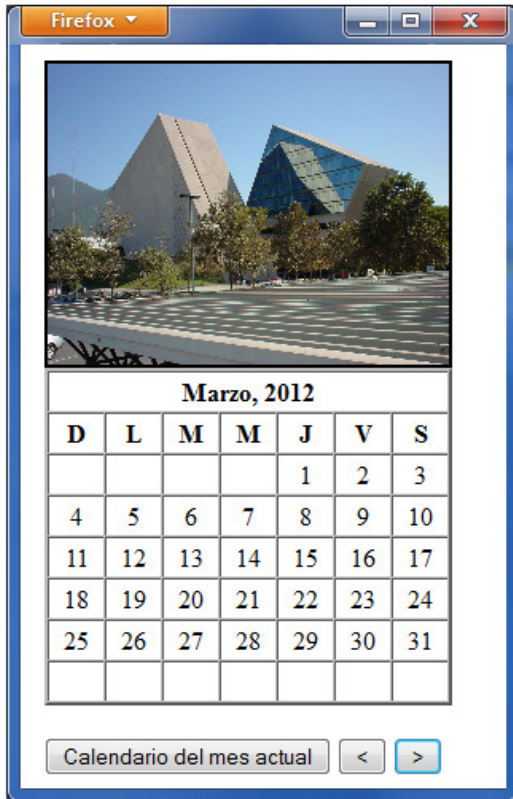 Firefox
Marzo, 2012
D L M M J V S
1 2 3
4 5 6 7 8 9 10
11 12 13 14 15 16 17
18 19 20 21 22 23 24
25 26 27 28 29 30 31
Calendario del mes actual < >